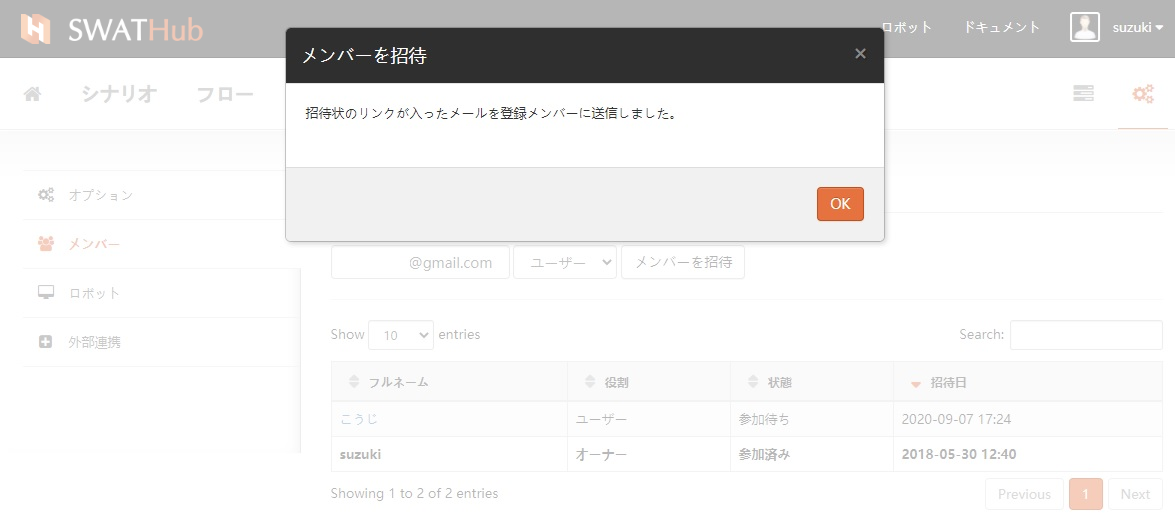 SWATHub
ロボット ドキュメント suzuki
メンバーを招待 ×
シナリオ フロー
招待状のリンクが入ったメールを登録メンバーに送信しました。
オプション
OK
メンバー
@gmail.com ユーザー メンバーを招待
ロボット
Show 10 entries Search:
外部連携
フルネーム 役割 状態 招待日
こうじ ユーザー 参加待ち 2020-09-07 17:24
suzuki オーナー 参加済み 2018-05-30 12:40
Showing 1 to 2 of 2 entries Previous 1 Next